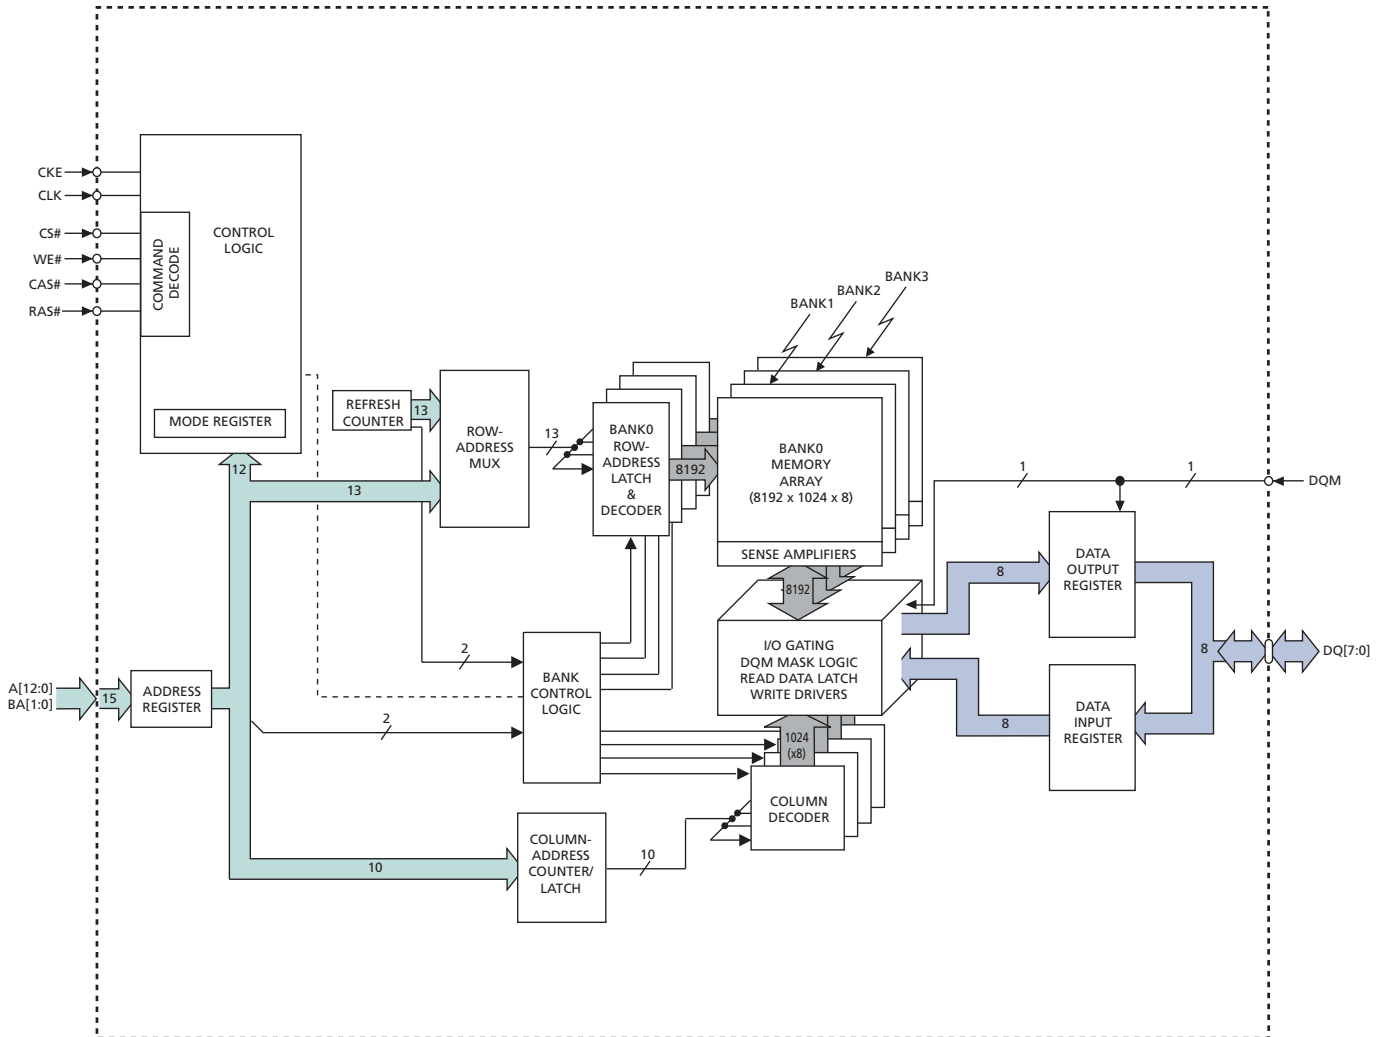 CKE
CLK
CS#
WE#
CAS#
RAS#
COMMAND
DECODE
CONTROL
LOGIC
MODE REGISTER
12
REFRESH
COUNTER
13
ROW-
ADDRESS
MUX
13
13
BANK0
ROW-
ADDRESS
LATCH
&
DECODER
8192
BANK1
BANK2
BANK3
BANK0
MEMORY
ARRAY
(8192 x 1024 x 8)
SENSE AMPLIFIERS
8192
I/O GATING
DQM MASK LOGIC
READ DATA LATCH
WRITE DRIVERS
1024
(x8)
COLUMN
DECODER
1
1
DQM
8
DATA
OUTPUT
REGISTER
8
DQ[7:0]
8
DATA
INPUT
REGISTER
A[12:0]
BA[1:0]
15
ADDRESS
REGISTER
2
2
BANK
CONTROL
LOGIC
10
COLUMN-
ADDRESS
COUNTER/
LATCH
10